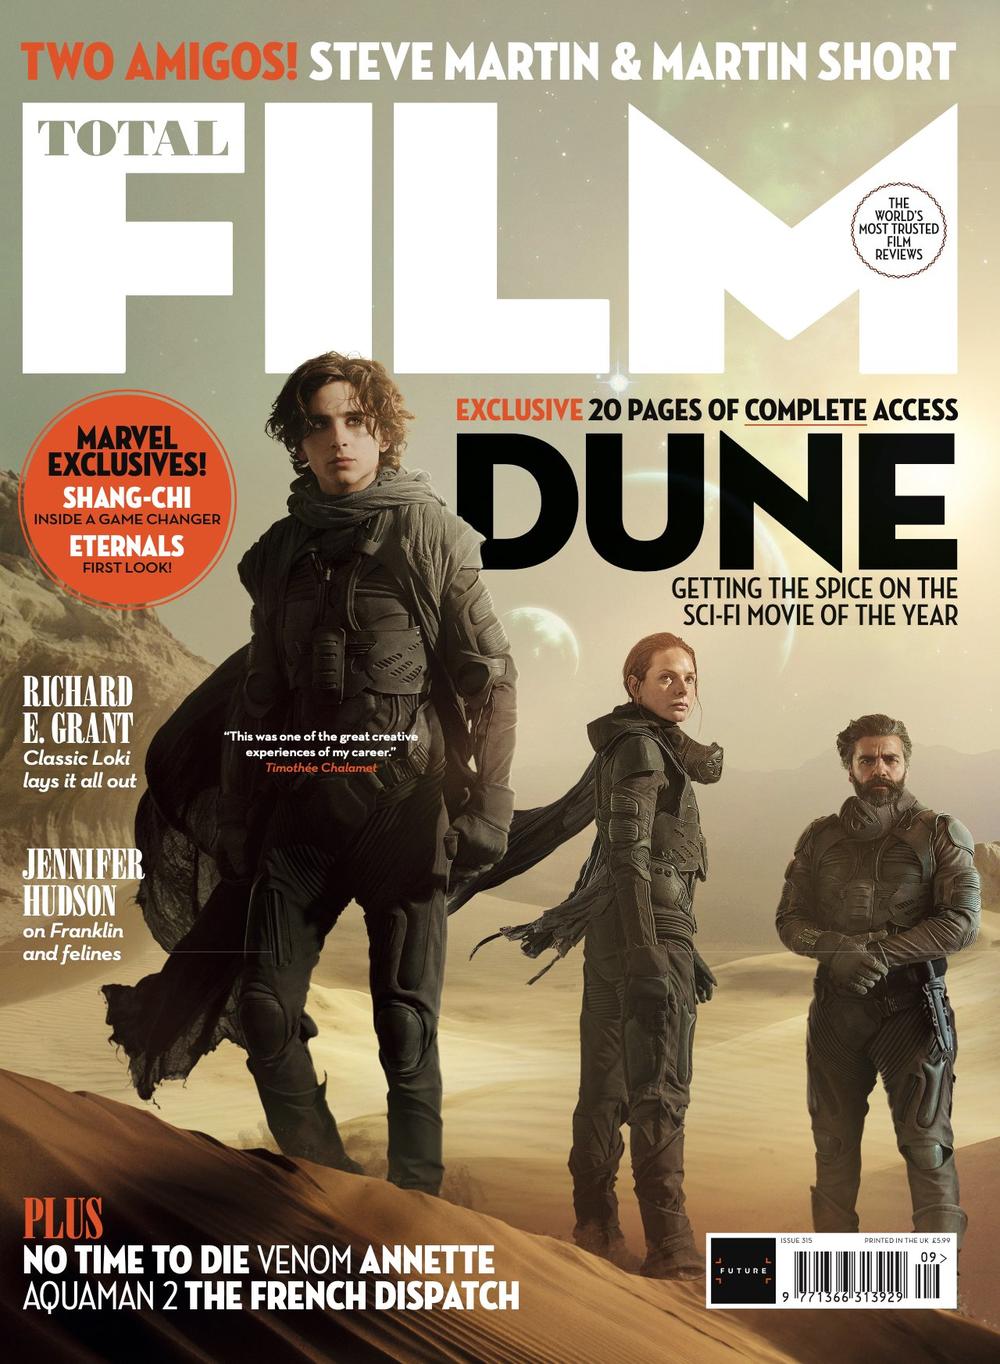 TWO AMIGOS! STEVE MARTIN & MARTIN SHORT
TOTAL
FILM
THE
WORLD'S
MOST TRUSTED
FILM
REVIEWS
EXCLUSIVE 20 PAGES OF COMPLETE ACCESS
DUNE
GETTING THE SPICE ON THE
SCI-FI MOVIE OF THE YEAR
MARVEL
EXCLUSIVES!
SHANG-CHI
INSIDE A GAME CHANGER
ETERNALS
FIRST LOOK!
RICHARD
E. GRANT
Classic Loki
lays it all out
"This was one of the great creative
experiences of my career."
Timothée Chalamet
JENNIFER
HUDSON
on Franklin
and felines
PLUS
NO TIME TO DIE VENOM ANNETTE
AQUAMAN 2 THE FRENCH DISPATCH
FUTURE
ISSUE 315 PRINTED IN THE UK £5.99
09>
9 771366 313929